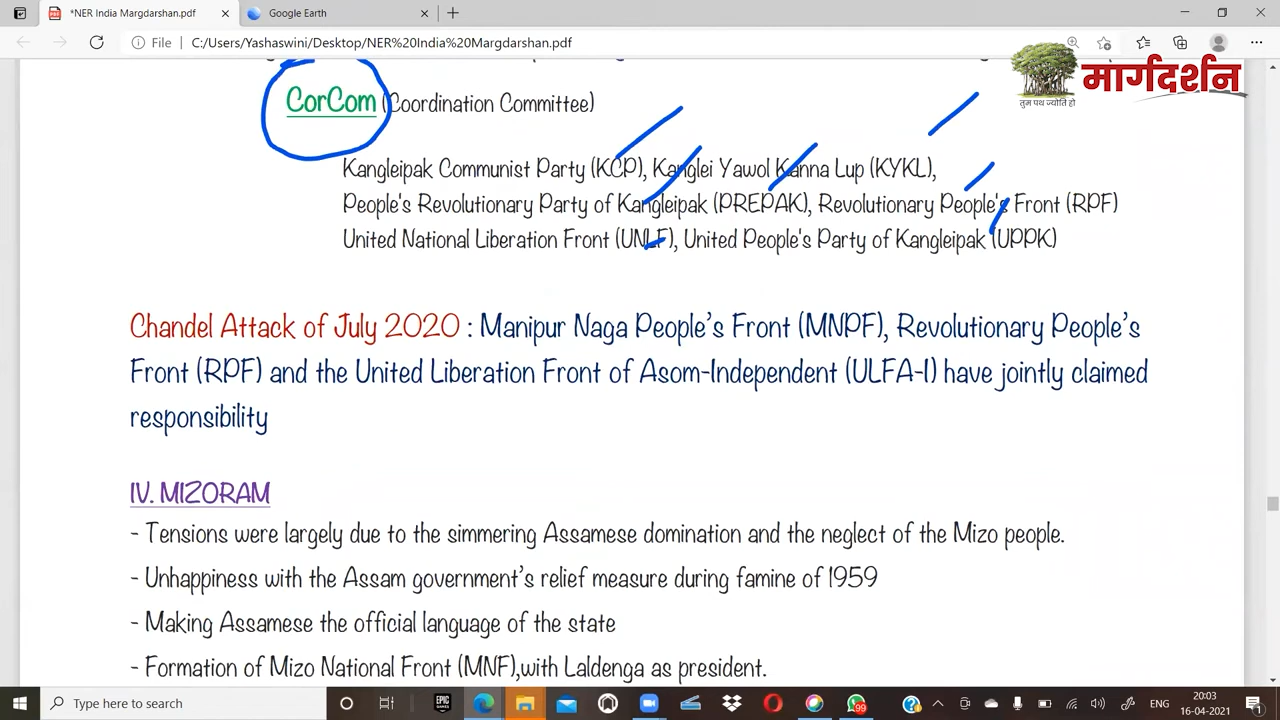 *NER India Margdarshan.pdf
Google Earth
File
C:/Users/Yashaswini/Desktop/NER%20India%20Margdarshan.pdf
मार्गदर्शन
तुम पथ ज्योति हो
CorCom (Coordination Committee)
Kangleipak Communist Party (KCP), Kanglei Yawol Kanna Lup (KYKL),
People's Revolutionary Party of Kangleipak (PREPAK), Revolutionary People's Front (RPF)
United National Liberation Front (UNLF), United People's Party of Kangleipak (UPPK)
Chandel Attack of July 2020 : Manipur Naga People's Front (MNPF), Revolutionary People's
Front (RPF) and the United Liberation Front of Asom-Independent (ULFA-I) have jointly claimed
responsibility
IV. MIZORAM
- Tensions were largely due to the simmering Assamese domination and the neglect of the Mizo people.
- Unhappiness with the Assam government's relief measure during famine of 1959
- Making Assamese the official language of the state
- Formation of Mizo National Front (MNF),with Laldenga as president.
Type here to search
EPIC
99
ENG
20:03
16-04-2021
1